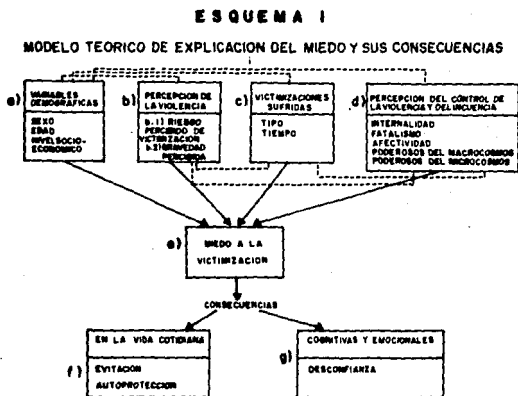 ESQUEMA I
MODELO TEORICO DE EXPLICACION DEL MIEDO Y SUS CONSECUENCIAS
a)
VARIABLES
DEMOGRAFICAS
SEXO
EDAD
NIVEL SOCIO-
ECONOMICO
b)
PERCEPCION DE
LA VIOLENCIA
b.1) RIESGO
PERCIBIDO DE
VICTIMIZACION
b.2) GRAVEDAD
PERCIBIDA
c)
VICTIMIZACIONES
SUFRIDAS
TIPO
TIEMPO
d)
PERCEPCION DEL CONTROL DE
LA VIOLENCIA Y DELINCUENCIA
INTERNALIDAD
FATALISMO
AFECTIVIDAD
PODEROSOS DEL MACROCOSMOS
PODEROSOS DEL MICROCOSMOS
e)
MIEDO A LA
VICTIMIZACION
CONSECUENCIAS
f)
EN LA VIDA COTIDIANA
EVITACION
AUTOPROTECCION
g)
COGNITIVAS Y EMOCIONALES
DESCONFIANZA